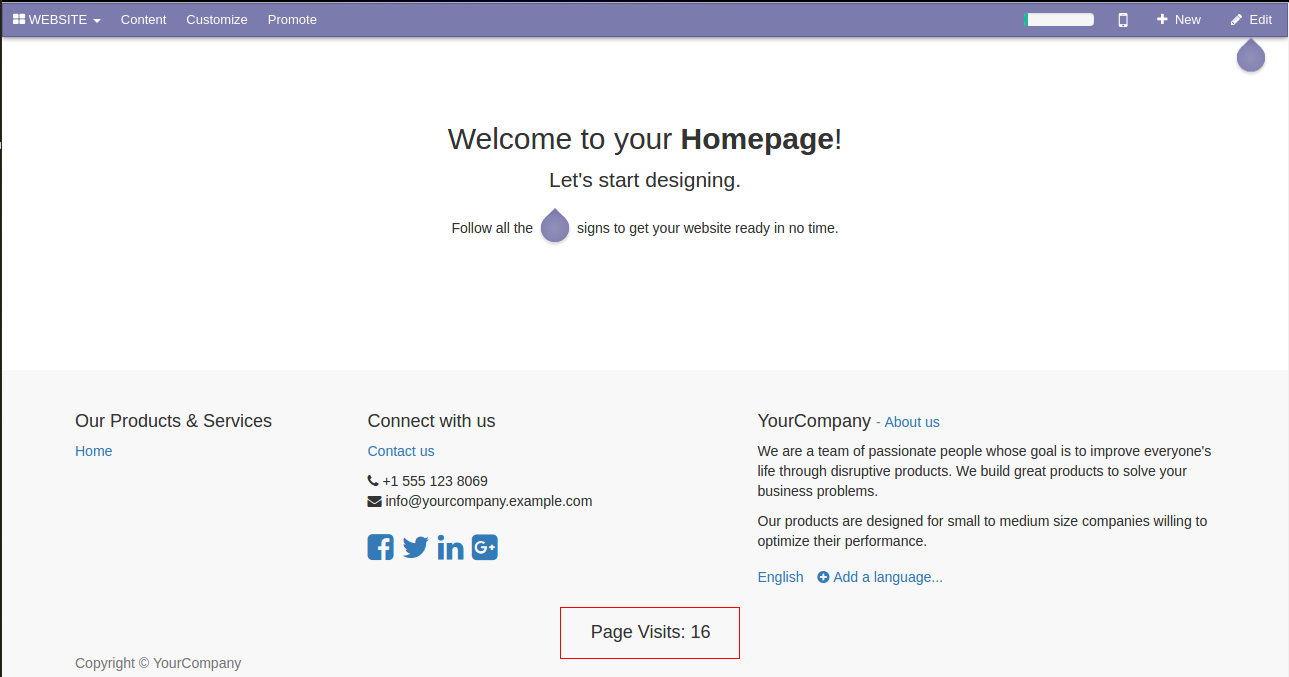 WEBSITE Content Customize Promote New Edit
Welcome to your Homepage!
Let's start designing.
Follow all the signs to get your website ready in no time.
Our Products & Services
Home
Connect with us
Contact us
+1 555 123 8069
info@yourcompany.example.com
YourCompany - About us
We are a team of passionate people whose goal is to improve everyone's
life through disruptive products. We build great products to solve your
business problems.
Our products are designed for small to medium size companies willing to
optimize their performance.
English Add a language...
Page Visits: 16
Copyright © YourCompany